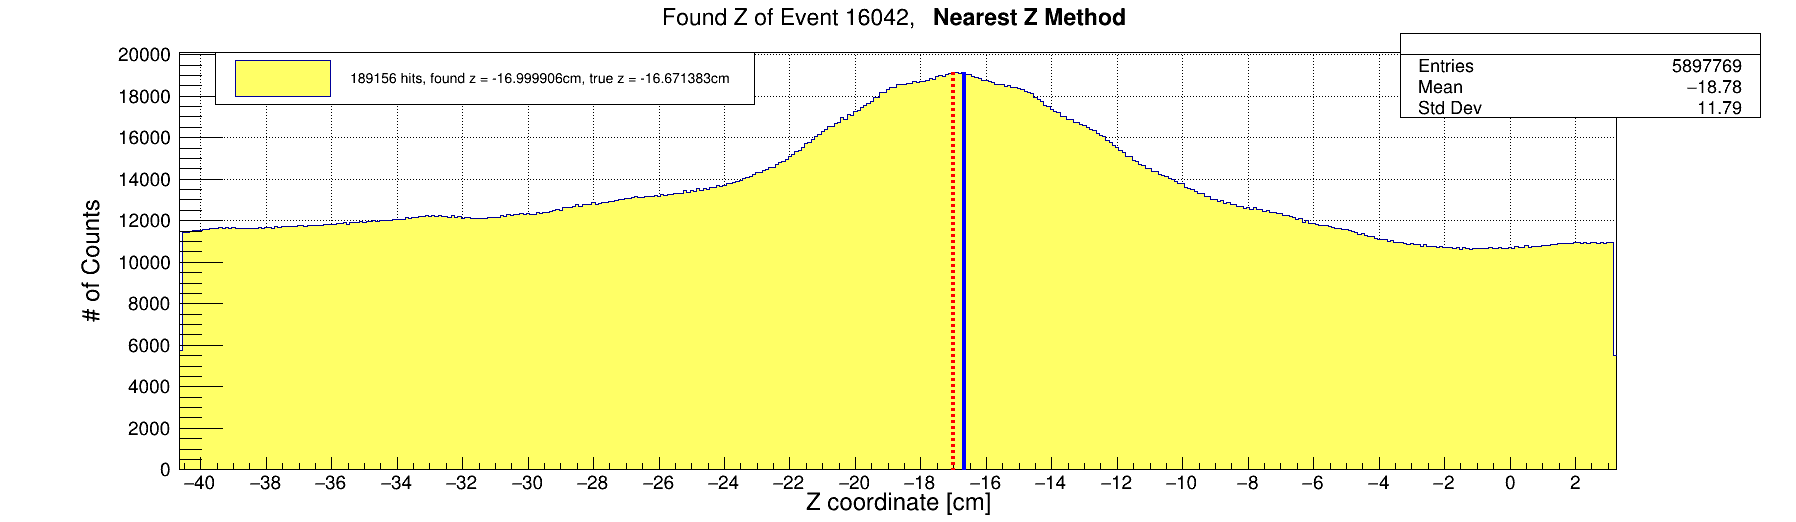 Found Z of Event 16042, Nearest Z Method
189156 hits, found z = -16.999906cm, true z = -16.671383cm
Entries 5897769
Mean −18.78
Std Dev 11.79
# of Counts
20000
18000
16000
14000
12000
10000
8000
6000
4000
2000
0
−40 −38 −36 −34 −32 −30 −28 −26 −24 −22 −20 −18 −16 −14 −12 −10 −8 −6 −4 −2 0 2
Z coordinate [cm]